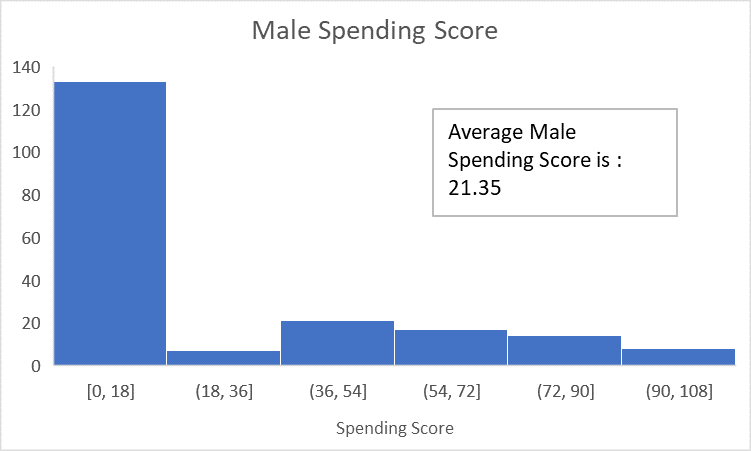 Male Spending Score
140
120
100
80
60
40
20
0
Average Male
Spending Score is :
21.35
[0, 18] (18, 36] (36, 54] (54, 72] (72, 90] (90, 108]
Spending Score